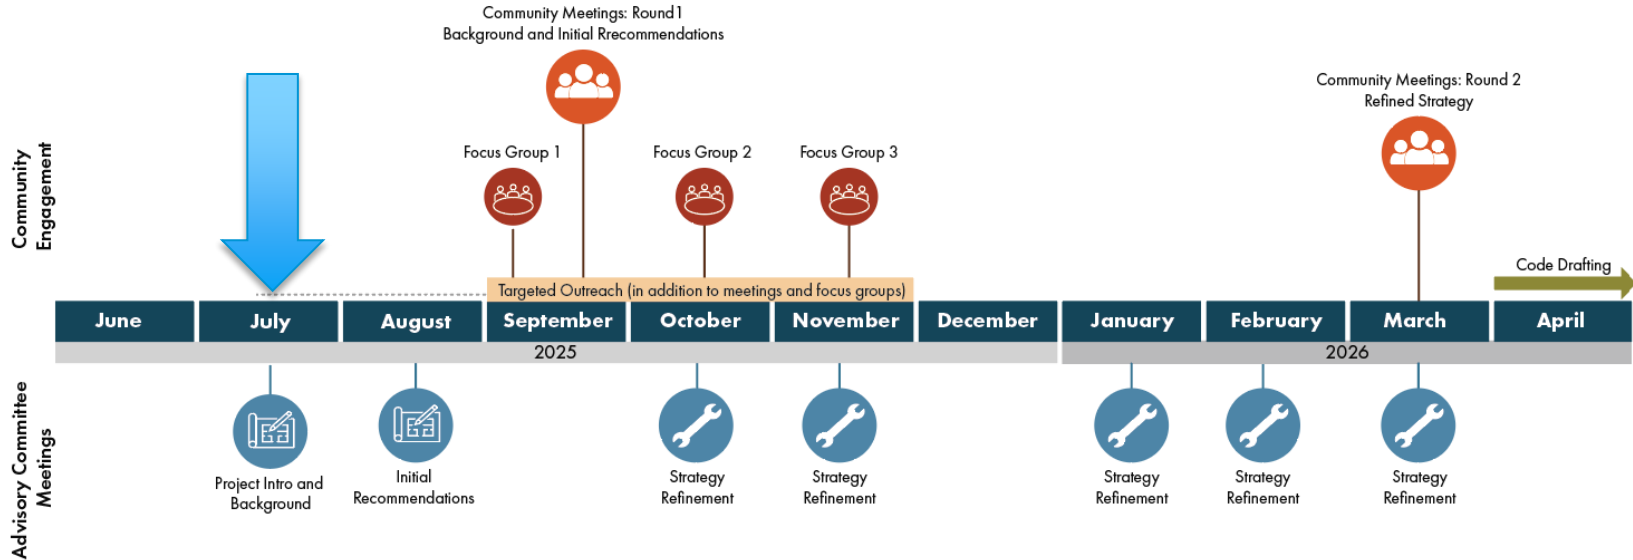 Community Meetings: Round1
Background and Initial Rrecommendations
Community Meetings: Round 2
Refined Strategy
Community
Engagement
Focus Group 1
Focus Group 2
Focus Group 3
Code Drafting
Targeted Outreach (in addition to meetings and focus groups)
June
July
August
September
October
November
December
January
February
March
April
2025
2026
Advisory Committee
Meetings
Project Intro and
Background
Initial
Recommendations
Strategy
Refinement
Strategy
Refinement
Strategy
Refinement
Strategy
Refinement
Strategy
Refinement